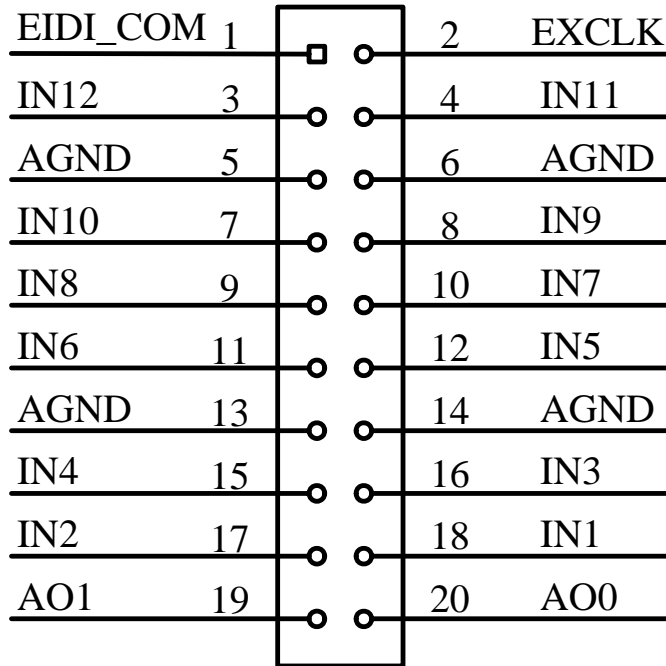 EIDI_COM 1 2 EXCLK
IN12 3 4 IN11
AGND 5 6 AGND
IN10 7 8 IN9
IN8 9 10 IN7
IN6 11 12 IN5
AGND 13 14 AGND
IN4 15 16 IN3
IN2 17 18 IN1
AO1 19 20 AO0